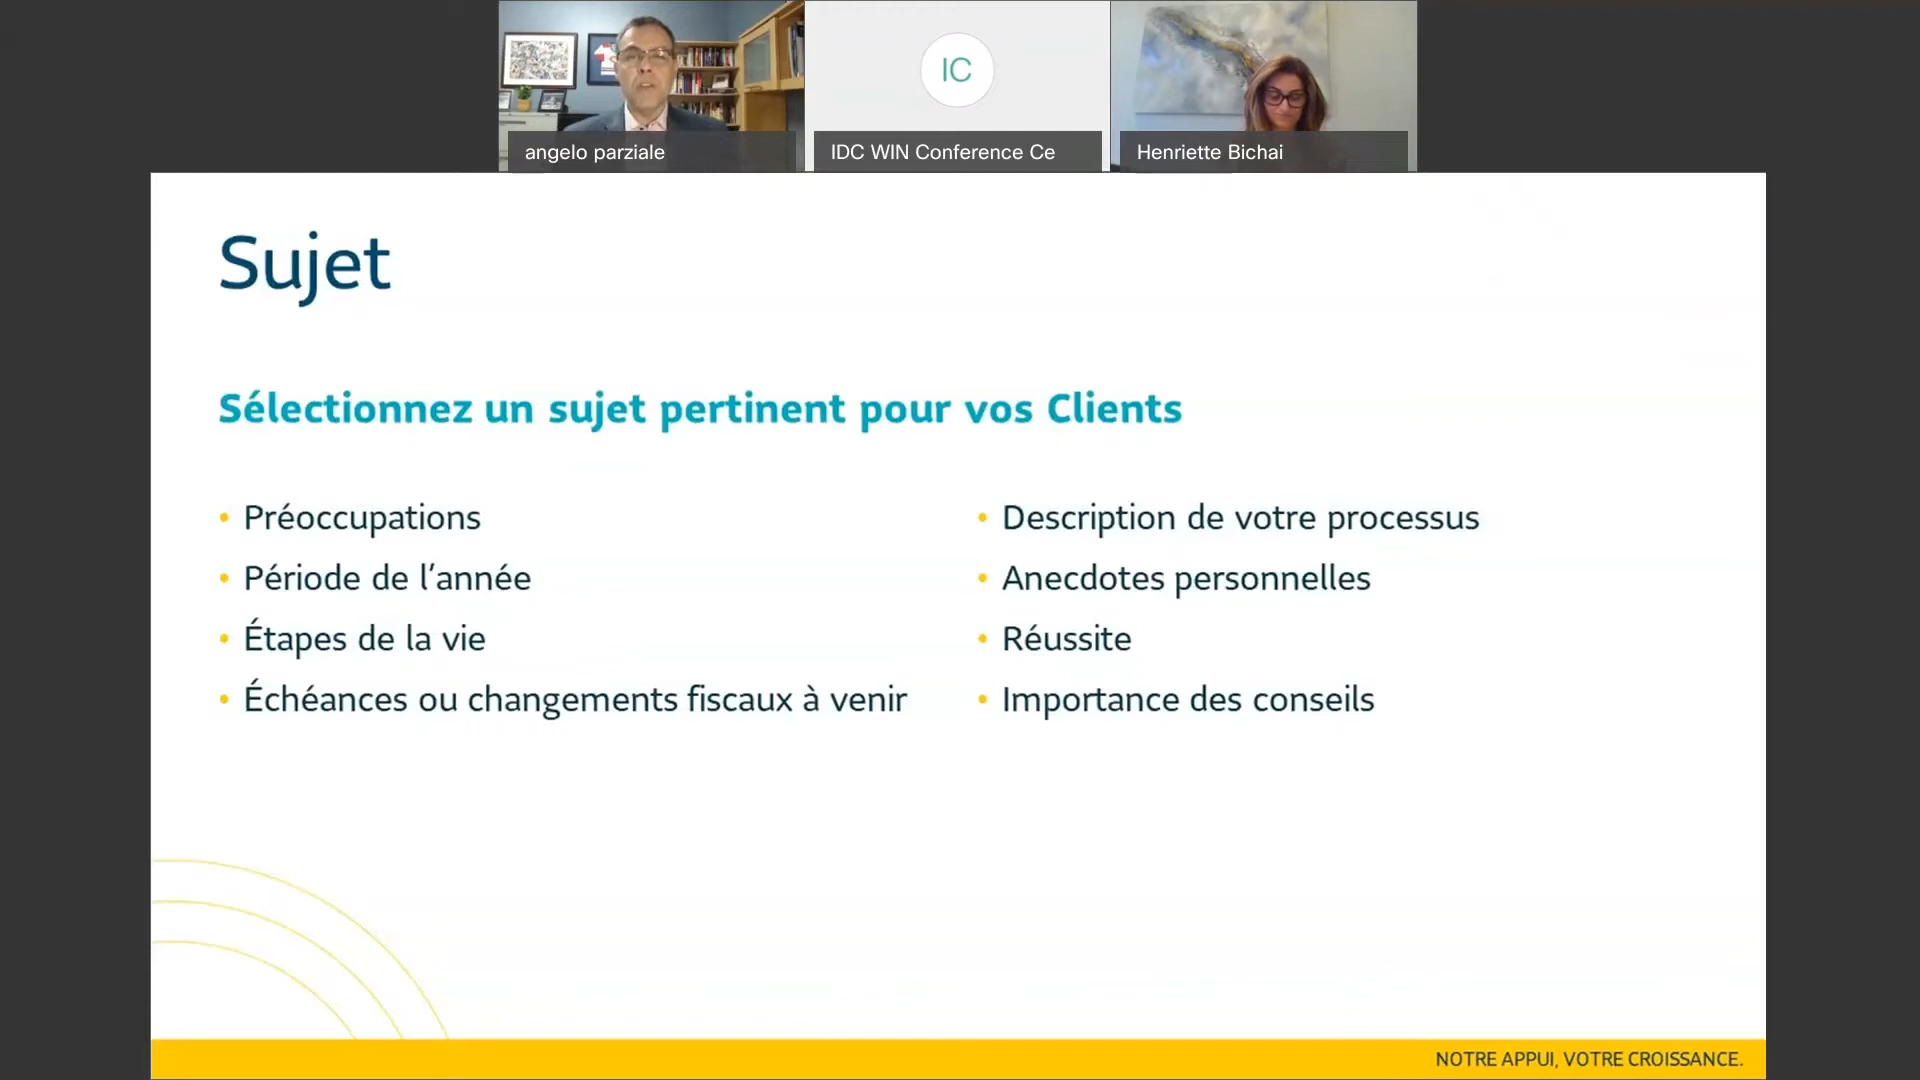 angelo parziale
IC
IDC WIN Conference Ce
Henriette Bichai
Sujet
Sélectionnez un sujet pertinent pour vos Clients
• Préoccupations
• Période de l’année
• Étapes de la vie
• Échéances ou changements fiscaux à venir
• Description de votre processus
• Anecdotes personnelles
• Réussite
• Importance des conseils
NOTRE APPUI, VOTRE CROISSANCE.